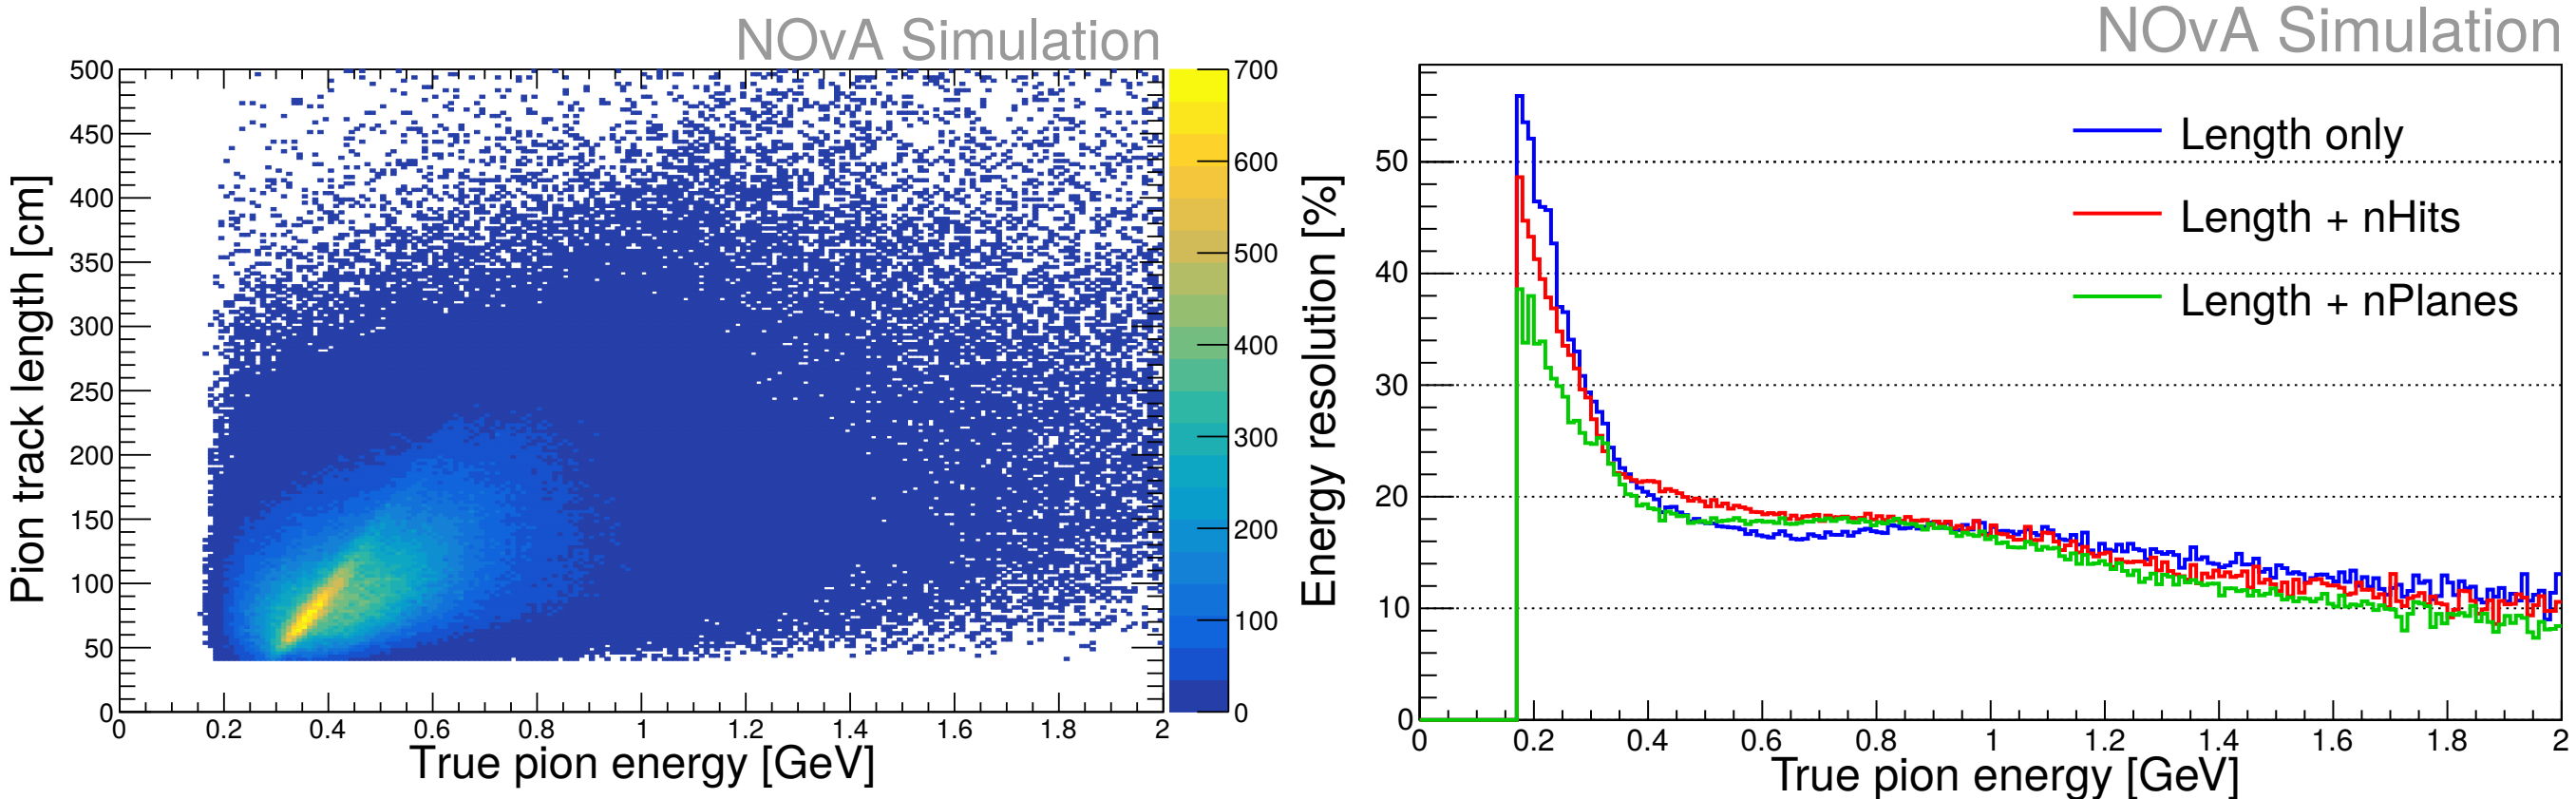 NOvA Simulation
500
450
400
350
300
250
200
150
100
50
0
Pion track length [cm]
0 0.2 0.4 0.6 0.8 1 1.2 1.4 1.6 1.8 2
True pion energy [GeV]
700
600
500
400
300
200
100
0
NOvA Simulation
Length only
Length + nHits
Length + nPlanes
50
40
30
20
10
0
Energy resolution [%]
0 0.2 0.4 0.6 0.8 1 1.2 1.4 1.6 1.8 2
True pion energy [GeV]